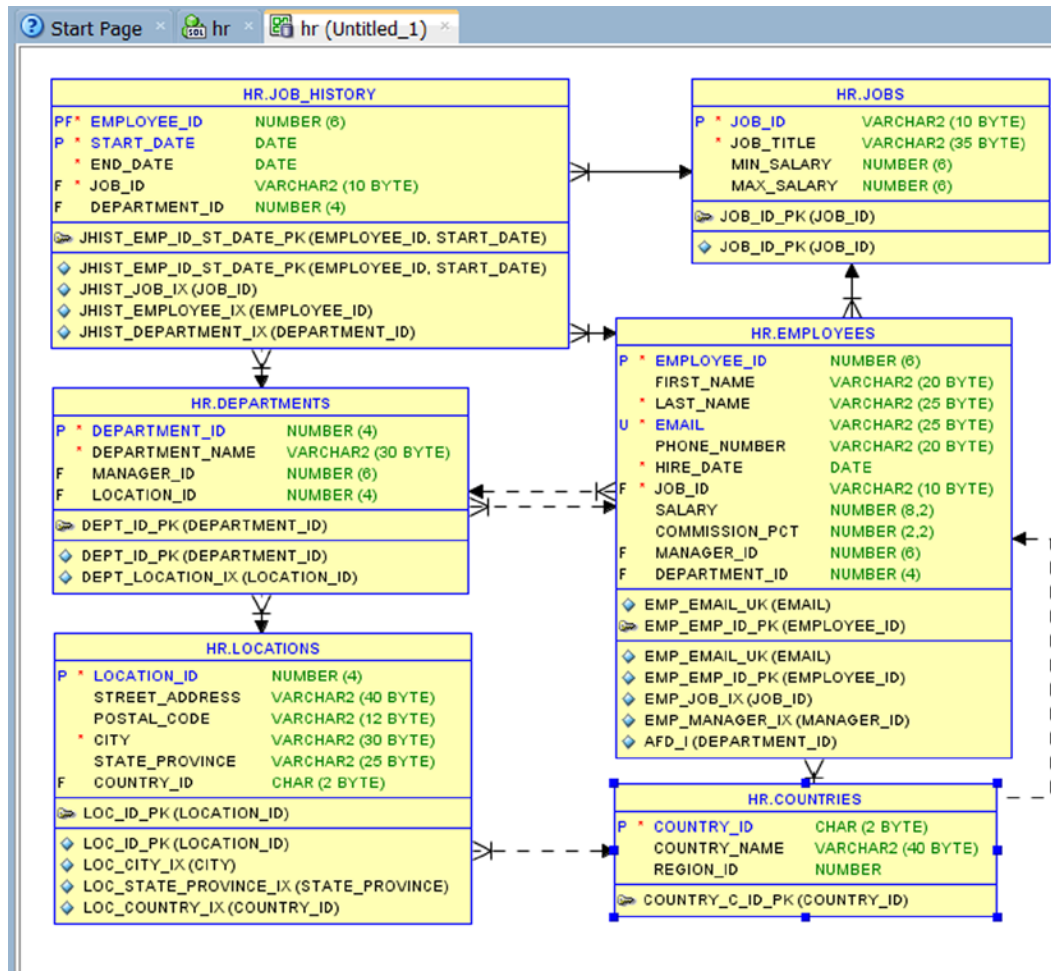 Start Page
hr
hr (Untitled_1)
HR.JOB_HISTORY
PF* EMPLOYEE_ID NUMBER (6)
P * START_DATE DATE
* END_DATE DATE
F * JOB_ID VARCHAR2 (10 BYTE)
F DEPARTMENT_ID NUMBER (4)
JHIST_EMP_ID_ST_DATE_PK (EMPLOYEE_ID, START_DATE)
JHIST_EMP_ID_ST_DATE_PK (EMPLOYEE_ID, START_DATE)
JHIST_JOB_IX (JOB_ID)
JHIST_EMPLOYEE_IX (EMPLOYEE_ID)
JHIST_DEPARTMENT_IX (DEPARTMENT_ID)
HR.JOBS
P * JOB_ID VARCHAR2 (10 BYTE)
* JOB_TITLE VARCHAR2 (35 BYTE)
MIN_SALARY NUMBER (6)
MAX_SALARY NUMBER (6)
JOB_ID_PK (JOB_ID)
JOB_ID_PK (JOB_ID)
HR.EMPLOYEES
P * EMPLOYEE_ID NUMBER (6)
FIRST_NAME VARCHAR2 (20 BYTE)
* LAST_NAME VARCHAR2 (25 BYTE)
U * EMAIL VARCHAR2 (25 BYTE)
PHONE_NUMBER VARCHAR2 (20 BYTE)
* HIRE_DATE DATE
F * JOB_ID VARCHAR2 (10 BYTE)
SALARY NUMBER (8,2)
COMMISSION_PCT NUMBER (2,2)
F MANAGER_ID NUMBER (6)
F DEPARTMENT_ID NUMBER (4)
EMP_EMAIL_UK (EMAIL)
EMP_EMP_ID_PK (EMPLOYEE_ID)
EMP_EMAIL_UK (EMAIL)
EMP_EMP_ID_PK (EMPLOYEE_ID)
EMP_JOB_IX (JOB_ID)
EMP_MANAGER_IX (MANAGER_ID)
AFD_I (DEPARTMENT_ID)
HR.DEPARTMENTS
P * DEPARTMENT_ID NUMBER (4)
* DEPARTMENT_NAME VARCHAR2 (30 BYTE)
F MANAGER_ID NUMBER (6)
F LOCATION_ID NUMBER (4)
DEPT_ID_PK (DEPARTMENT_ID)
DEPT_ID_PK (DEPARTMENT_ID)
DEPT_LOCATION_IX (LOCATION_ID)
HR.LOCATIONS
P * LOCATION_ID NUMBER (4)
STREET_ADDRESS VARCHAR2 (40 BYTE)
POSTAL_CODE VARCHAR2 (12 BYTE)
* CITY VARCHAR2 (30 BYTE)
STATE_PROVINCE VARCHAR2 (25 BYTE)
F COUNTRY_ID CHAR (2 BYTE)
LOC_ID_PK (LOCATION_ID)
LOC_ID_PK (LOCATION_ID)
LOC_CITY_IX (CITY)
LOC_STATE_PROVINCE_IX (STATE_PROVINCE)
LOC_COUNTRY_IX (COUNTRY_ID)
HR.COUNTRIES
P * COUNTRY_ID CHAR (2 BYTE)
COUNTRY_NAME VARCHAR2 (40 BYTE)
REGION_ID NUMBER
COUNTRY_C_ID_PK (COUNTRY_ID)